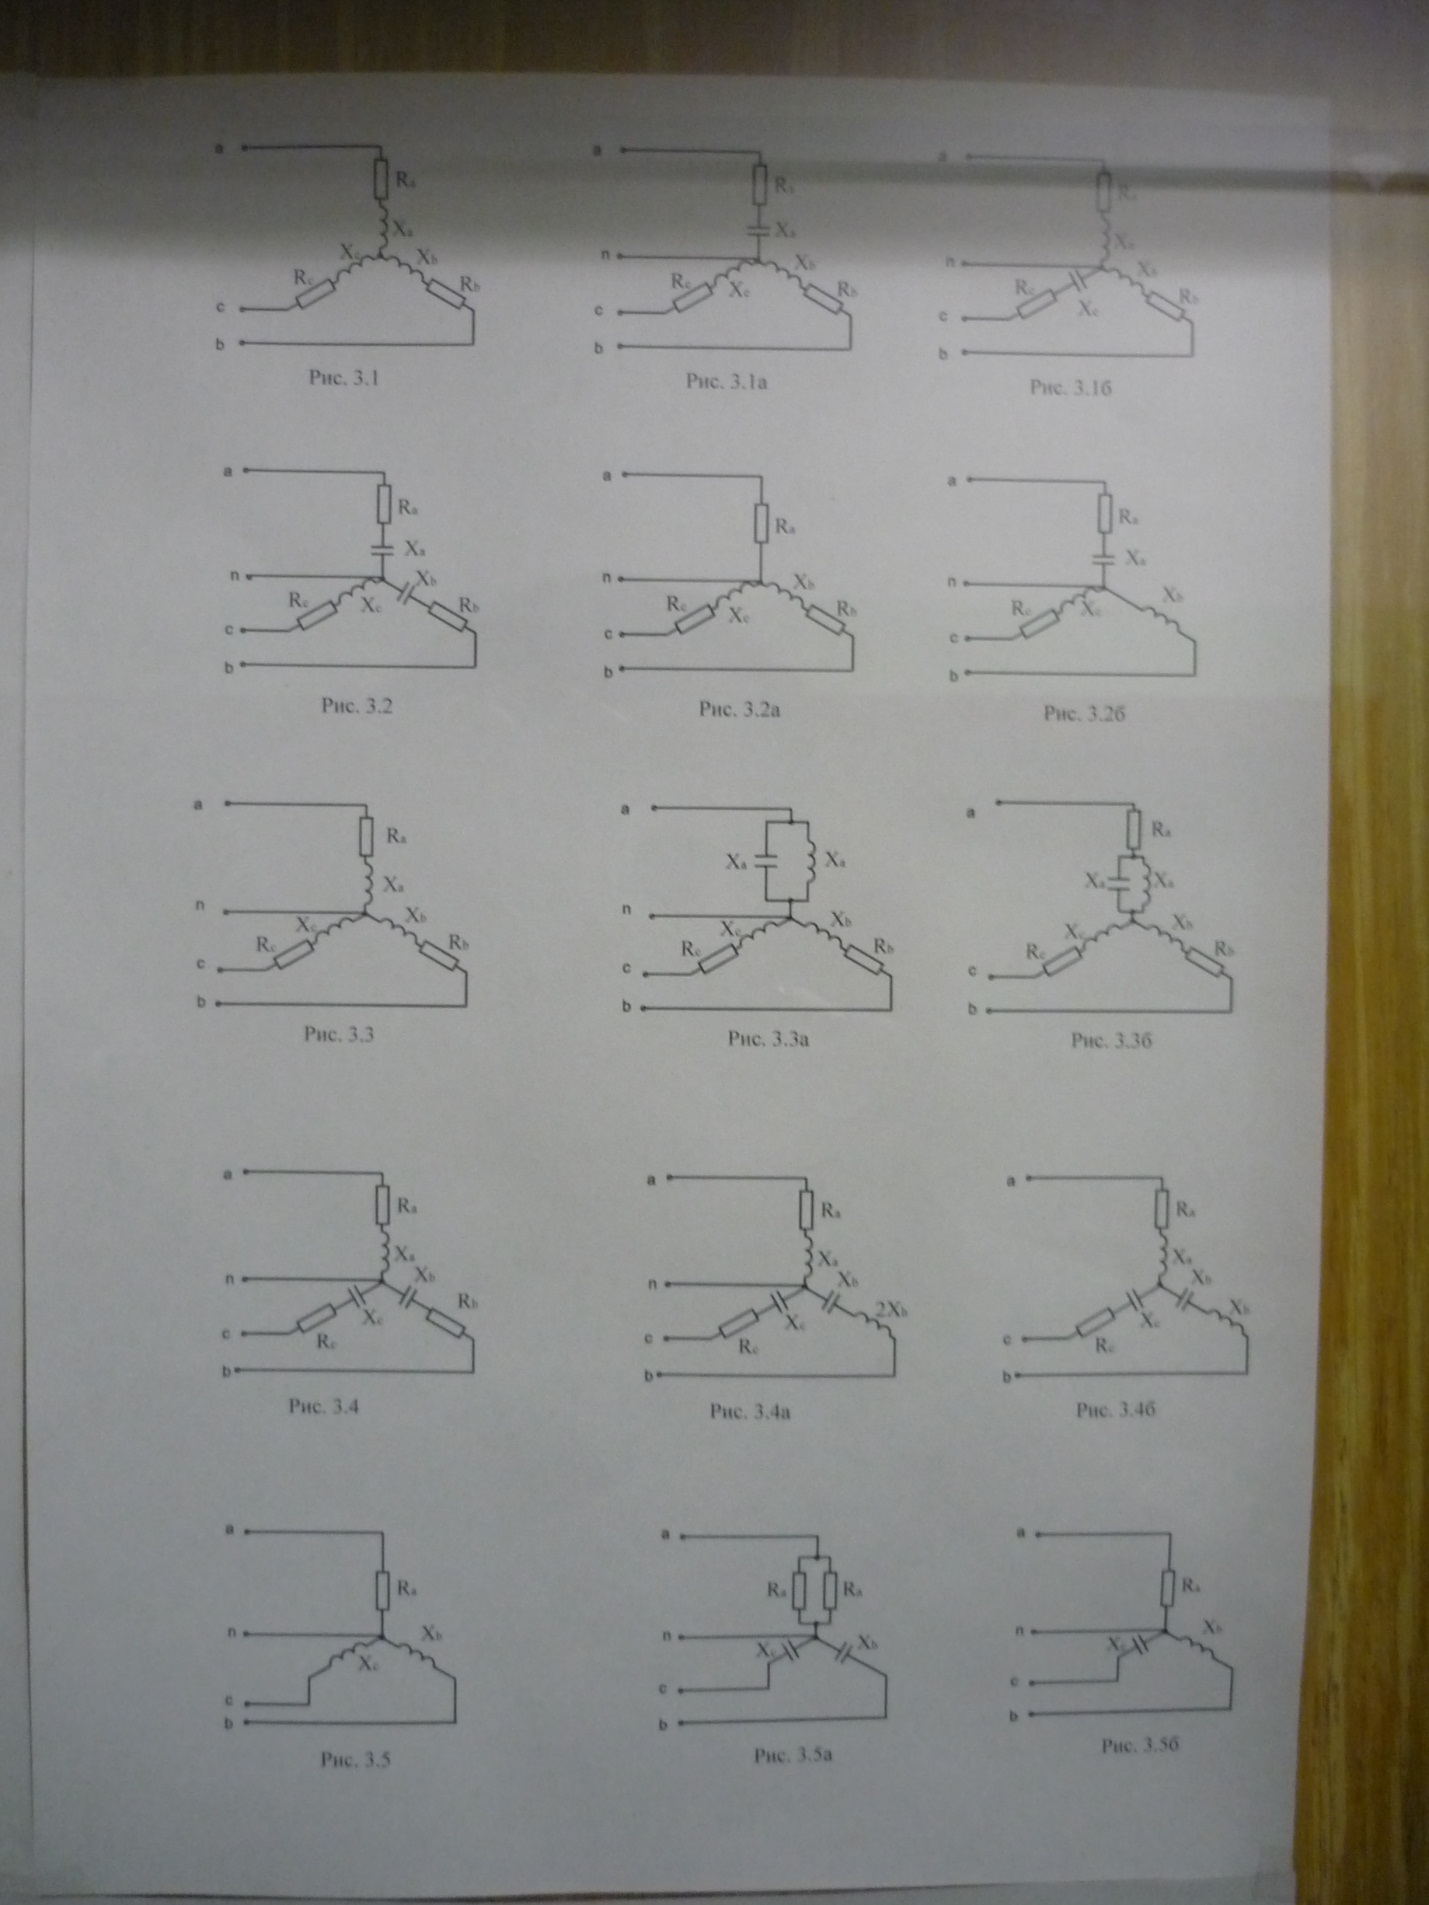 a
Rₐ
Xₐ
Xc Xb
Rc Rb
c
b
Рис. 3.1
a
Rₐ
Xₐ
n
Xb
Rc Xc Rb
c
b
Рис. 3.1а
a
Rₐ
Xₐ
n
Xb
Rc Xc Rb
c
b
Рис. 3.1б
a
Rₐ
Xₐ
n
Xb
Rc Xc Rb
c
b
Рис. 3.2
a
Rₐ
n
Xb
Rc Xc Rb
c
b
Рис. 3.2а
a
Rₐ
Xₐ
n
Xb
Rc Xc
c
b
Рис. 3.2б
a
Rₐ
Xₐ
n
Xc Xb
Rc Rb
c
b
Рис. 3.3
a
Xₐ Xₐ
n
Xc Xb
Rc Rb
c
b
Рис. 3.3а
a
Rₐ
Xₐ Xₐ
Xc Xb
Rc Rb
c
b
Рис. 3.3б
a
Rₐ
Xₐ
n
Xb
Xc Rb
c
Rc
b
Рис. 3.4
a
Rₐ
Xₐ
n
Xb
Xc 2Xb
c
Rc
b
Рис. 3.4а
a
Rₐ
Xₐ
Xb
Xc Xb
c
Rc
b
Рис. 3.4б
a
Rₐ
n
Xb
Xc
c
b
Рис. 3.5
a
Rₐ Rₐ
n
Xc Xb
c
b
Рис. 3.5а
a
Rₐ
n
Xc Xb
c
b
Рис. 3.5б